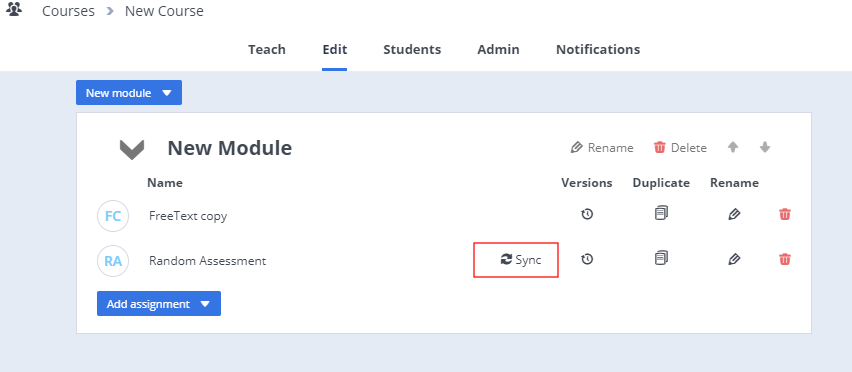 Courses > New Course
Teach Edit Students Admin Notifications
New module
New Module Rename Delete
Name Versions Duplicate Rename
FC FreeText copy
RA Random Assessment Sync
Add assignment